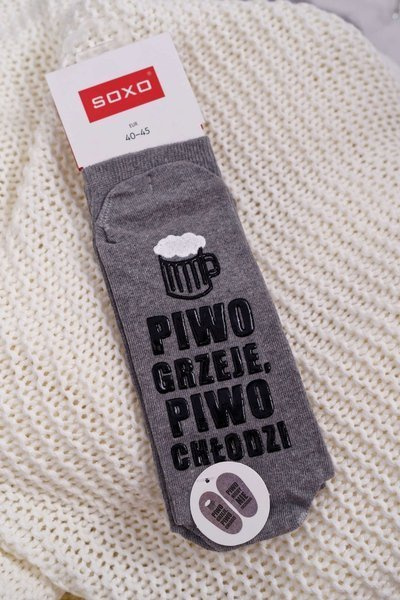 SOXO
EUR
40-45
PIWO
GRZEJE,
PIWO
CHŁODZI